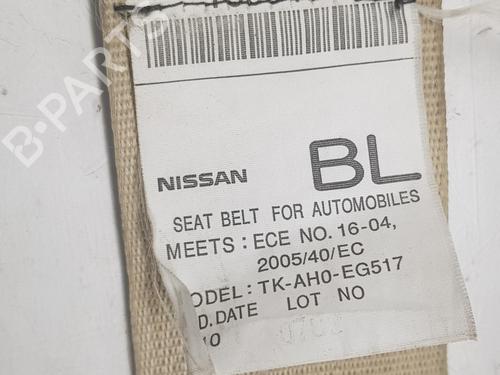 BL
NISSAN
SEAT BELT FOR AUTOMOBILES
MEETS : ECE NO. 16-04,
2005/40/EC
ODEL: TK-AH0-EG517
D.DATE LOT NO
10
B-PARTS